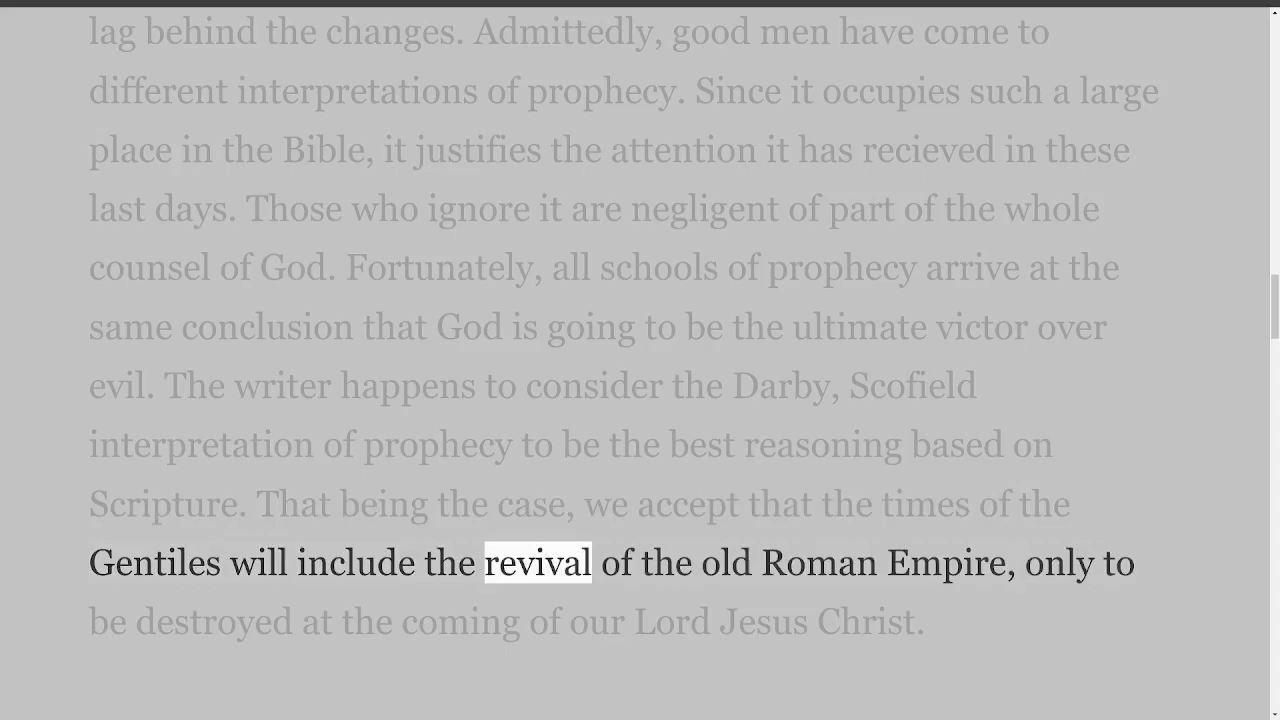 lag behind the changes. Admittedly, good men have come to
different interpretations of prophecy. Since it occupies such a large
place in the Bible, it justifies the attention it has recieved in these
last days. Those who ignore it are negligent of part of the whole
counsel of God. Fortunately, all schools of prophecy arrive at the
same conclusion that God is going to be the ultimate victor over
evil. The writer happens to consider the Darby, Scofield
interpretation of prophecy to be the best reasoning based on
Scripture. That being the case, we accept that the times of the
Gentiles will include the revival of the old Roman Empire, only to
be destroyed at the coming of our Lord Jesus Christ.